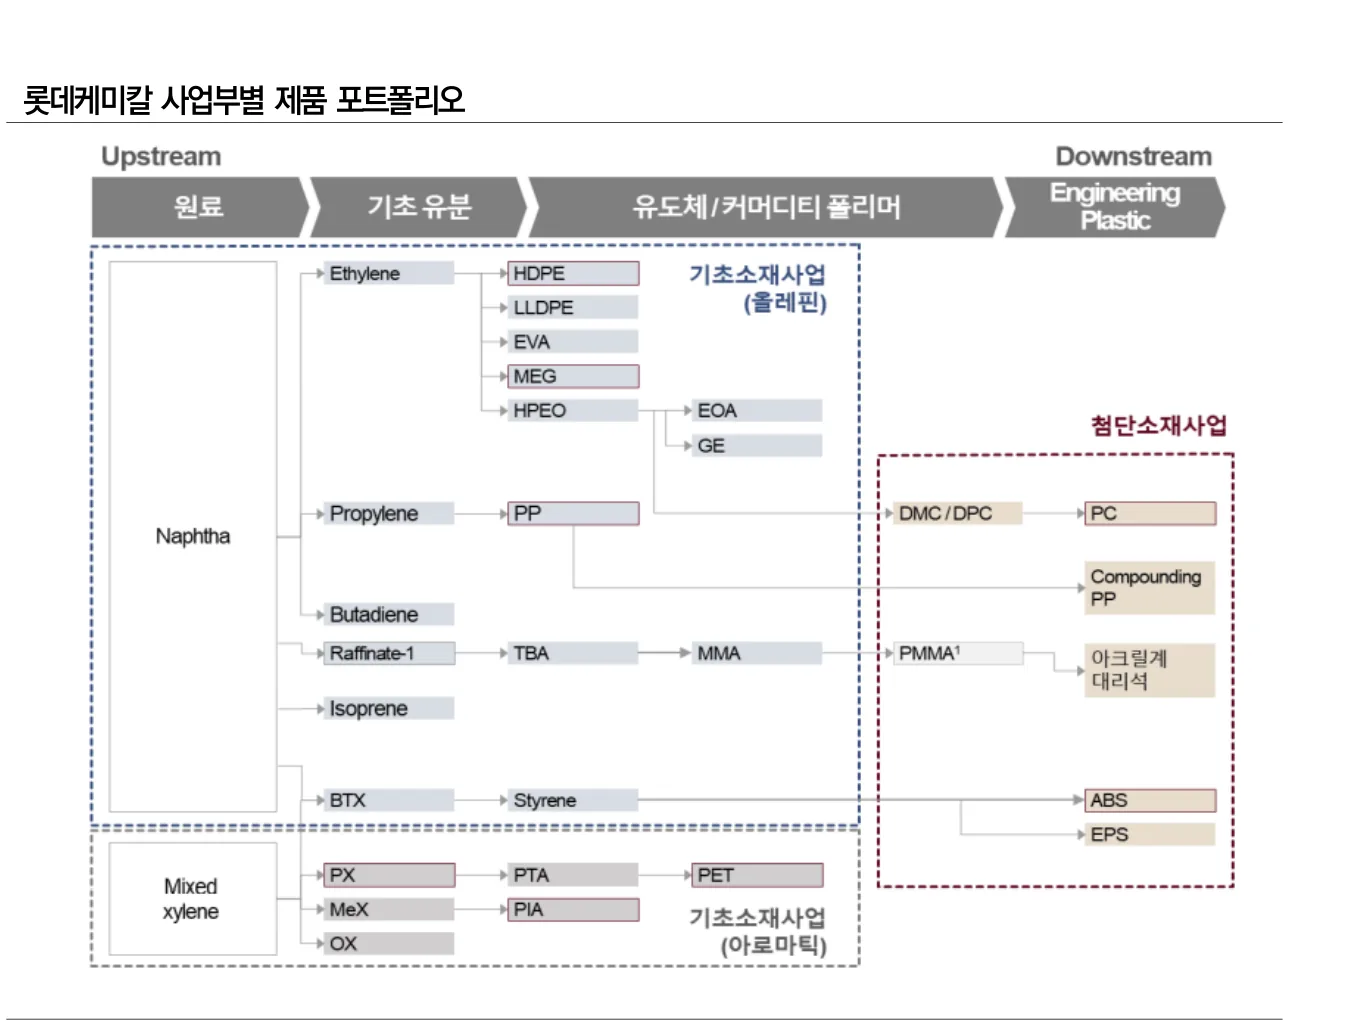 롯데케미칼 사업부별 제품 포트폴리오
Upstream
Downstream
원료
기초 유분
유도체 / 커머디티 폴리머
Engineering
Plastic
기초소재사업
(올레핀)
Naphtha
Ethylene
HDPE
LLDPE
EVA
MEG
HPEO
EOA
GE
첨단소재사업
Propylene
PP
DMC / DPC
PC
Compounding
PP
Butadiene
Raffinate-1
TBA
MMA
PMMA¹
아크릴계
대리석
Isoprene
BTX
Styrene
ABS
EPS
Mixed
xylene
PX
PTA
PET
MeX
PIA
OX
기초소재사업
(아로마틱)